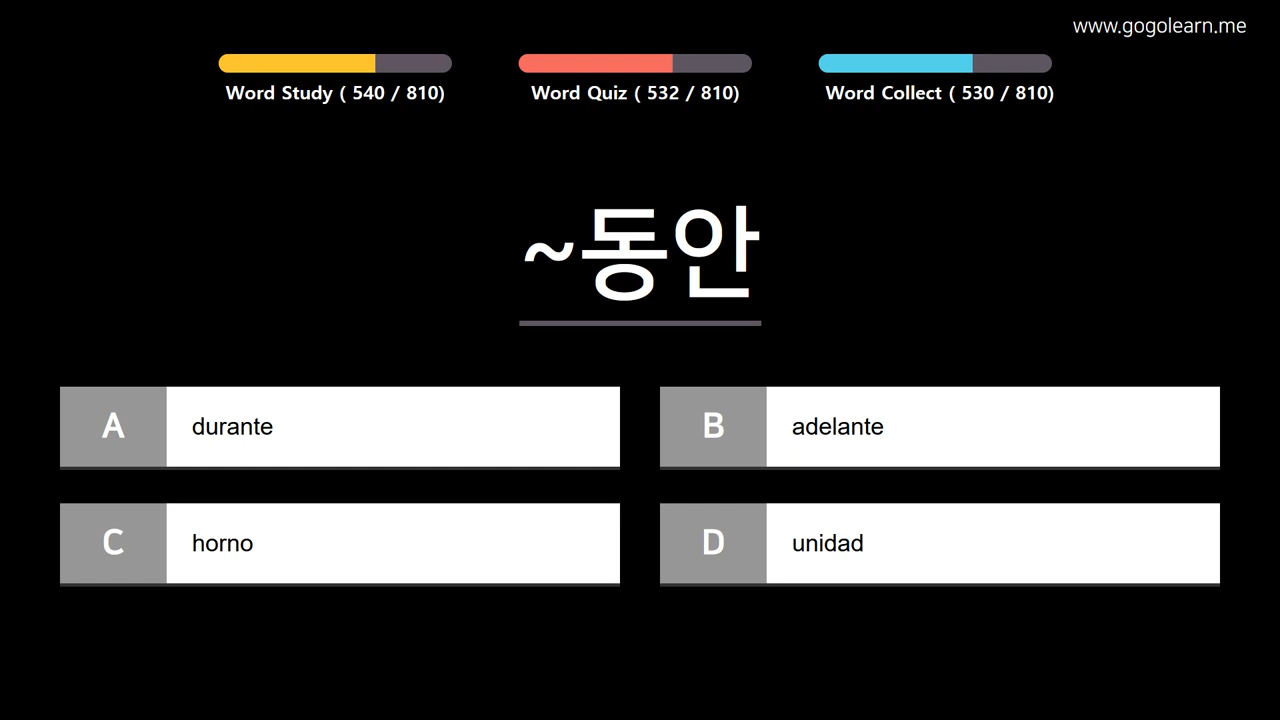 www.gogolearn.me
Word Study ( 540 / 810)
Word Quiz ( 532 / 810)
Word Collect ( 530 / 810)
~동안
A durante
B adelante
C horno
D unidad